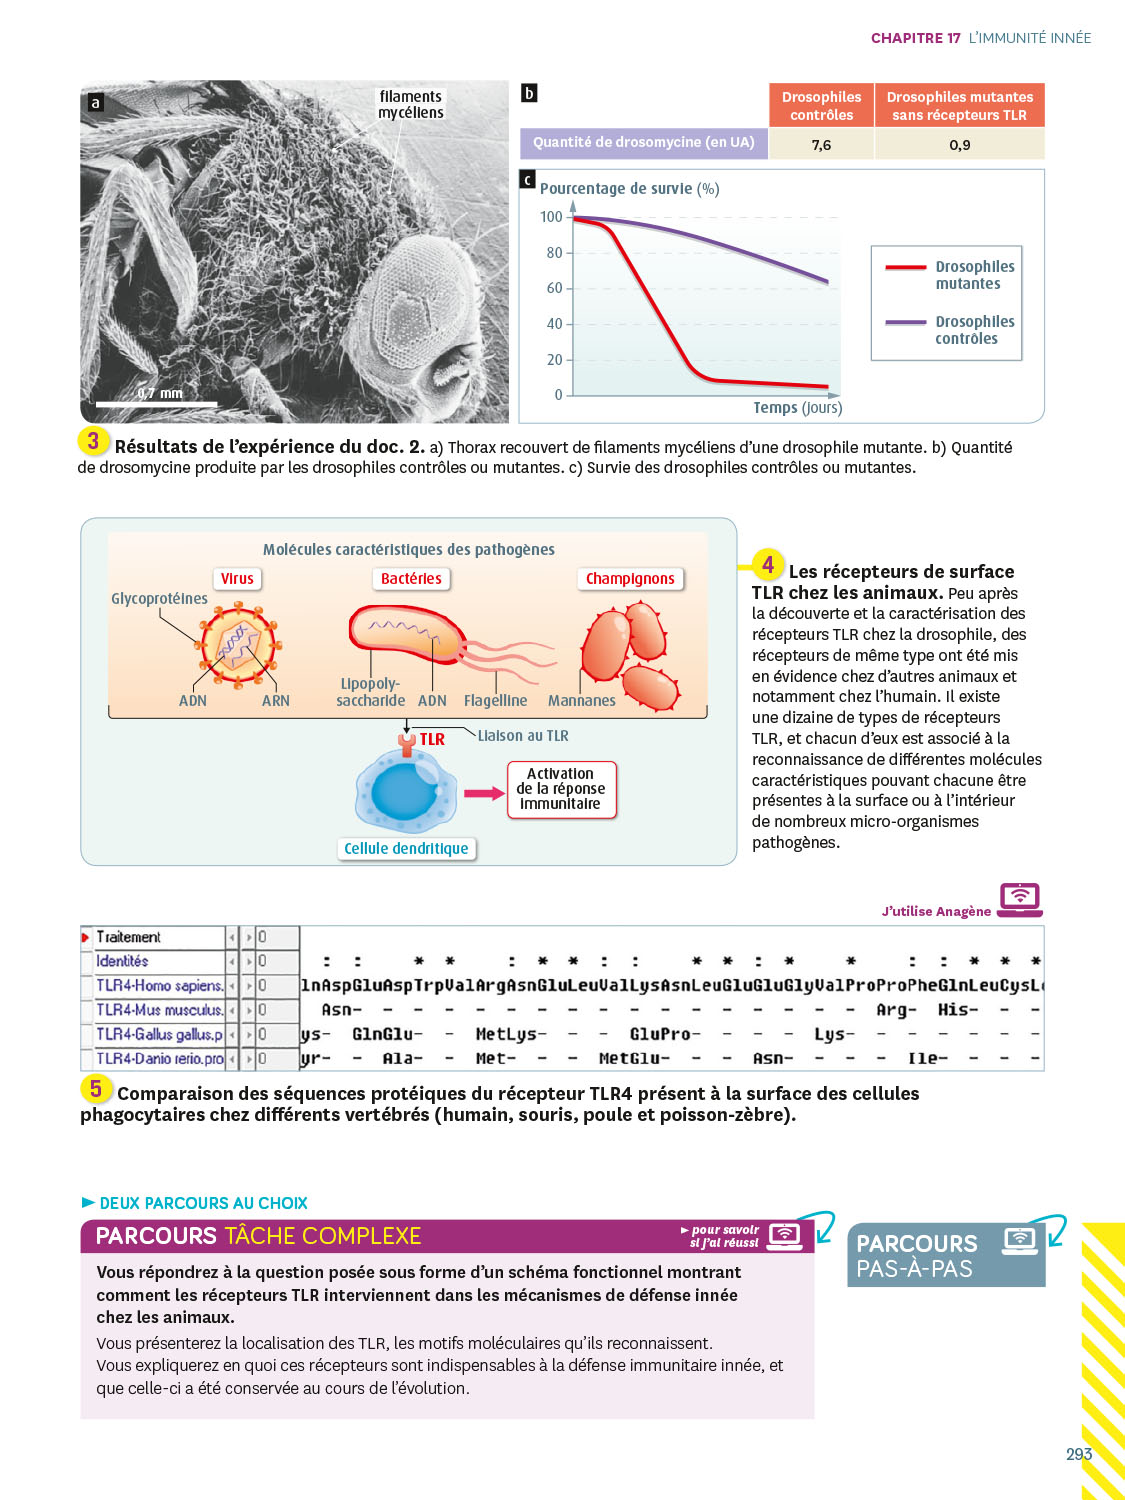 CHAPITRE 17 L'IMMUNITÉ INNÉE
a
filaments
mycéliens
0,7 mm
b
Drosophiles
contrôles
Drosophiles mutantes
sans récepteurs TLR
Quantité de drosomycine (en UA)
7,6
0,9
c
Pourcentage de survie (%)
100
80
60
40
20
0
Temps (jours)
Drosophiles
mutantes
Drosophiles
contrôles
3 Résultats de l'expérience du doc. 2. a) Thorax recouvert de filaments mycéliens d'une drosophile mutante. b) Quantité
de drosomycine produite par les drosophiles contrôles ou mutantes. c) Survie des drosophiles contrôles ou mutantes.
Molécules caractéristiques des pathogènes
Virus
Bactéries
Champignons
Glycoprotéines
ADN
ARN
Lipopoly-
saccharide
ADN
Flagelline
Mannanes
TLR
Liaison au TLR
Activation
de la réponse
immunitaire
Cellule dendritique
4 Les récepteurs de surface
TLR chez les animaux. Peu après
la découverte et la caractérisation des
récepteurs TLR chez la drosophile, des
récepteurs de même type ont été mis
en évidence chez d'autres animaux et
notamment chez l'humain. Il existe
une dizaine de types de récepteurs
TLR, et chacun d'eux est associé à la
reconnaissance de différentes molécules
caractéristiques pouvant chacune être
présentes à la surface ou à l'intérieur
de nombreux micro-organismes
pathogènes.
J'utilise Anagène
Traitement 0
Identités 0 : : * * : * * : : * * : * * : : * * *
TLR4-Homo sapiens. 0 lnAspGluAspTrpValArgAsnGluLeuValLysAsnLeuGluGluGlyValProProPheGlnLeuCysL
TLR4-Mus musculus. 0 Asn- - - - - - - - - - - - - - - - - Arg- His- - -
TLR4-Gallus gallus.p 0 ys- GlnGlu- - MetLys- - - GluPro- - - - Lys- - - - - - -
TLR4-Danio rerio.pro 0 yr- - Ala- - Met- - - MetGlu- - - Asn- - - - Ile- - - -
5 Comparaison des séquences protéiques du récepteur TLR4 présent à la surface des cellules
phagocytaires chez différents vertébrés (humain, souris, poule et poisson-zèbre).
DEUX PARCOURS AU CHOIX
PARCOURS TÂCHE COMPLEXE
pour savoir
si j'ai réussi
Vous répondrez à la question posée sous forme d'un schéma fonctionnel montrant
comment les récepteurs TLR interviennent dans les mécanismes de défense innée
chez les animaux.
Vous présenterez la localisation des TLR, les motifs moléculaires qu'ils reconnaissent.
Vous expliquerez en quoi ces récepteurs sont indispensables à la défense immunitaire innée, et
que celle-ci a été conservée au cours de l'évolution.
PARCOURS
PAS-À-PAS
293